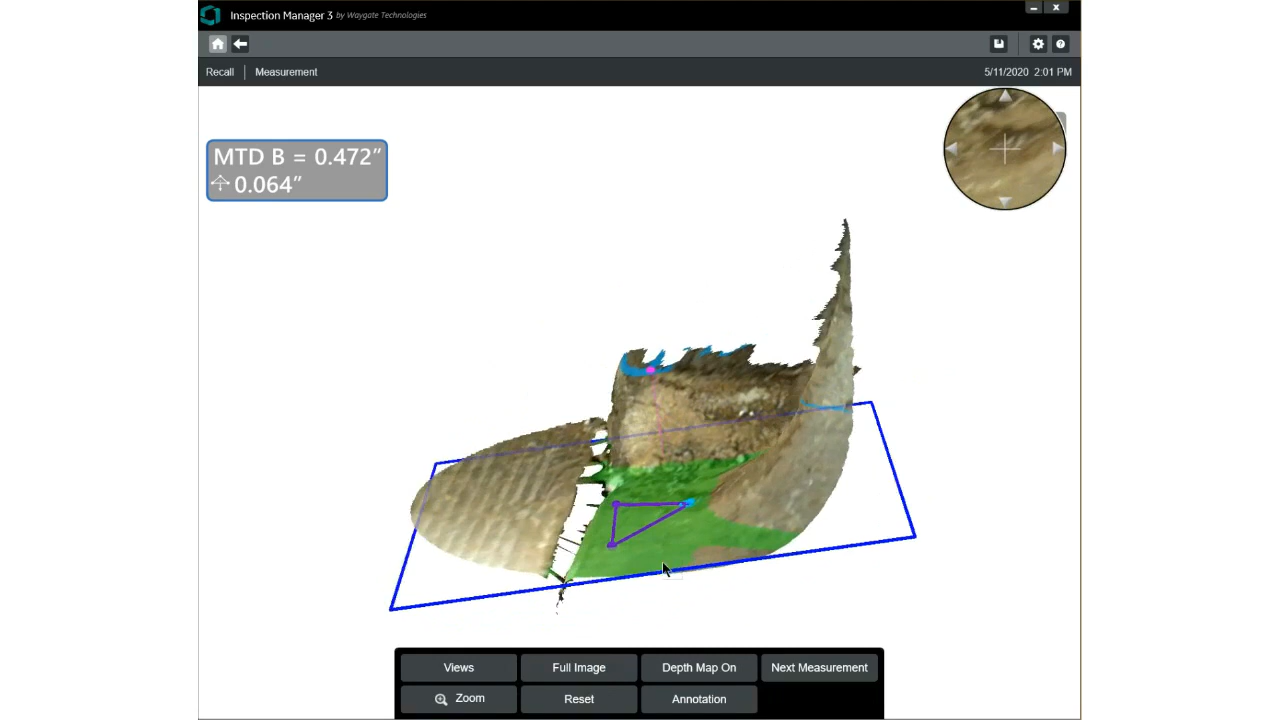 Inspection Manager 3 by Waygate Technologies
Recall | Measurement
5/11/2020 2:01 PM
MTD B = 0.472"
0.064"
Views
Full Image
Depth Map On
Next Measurement
Zoom
Reset
Annotation